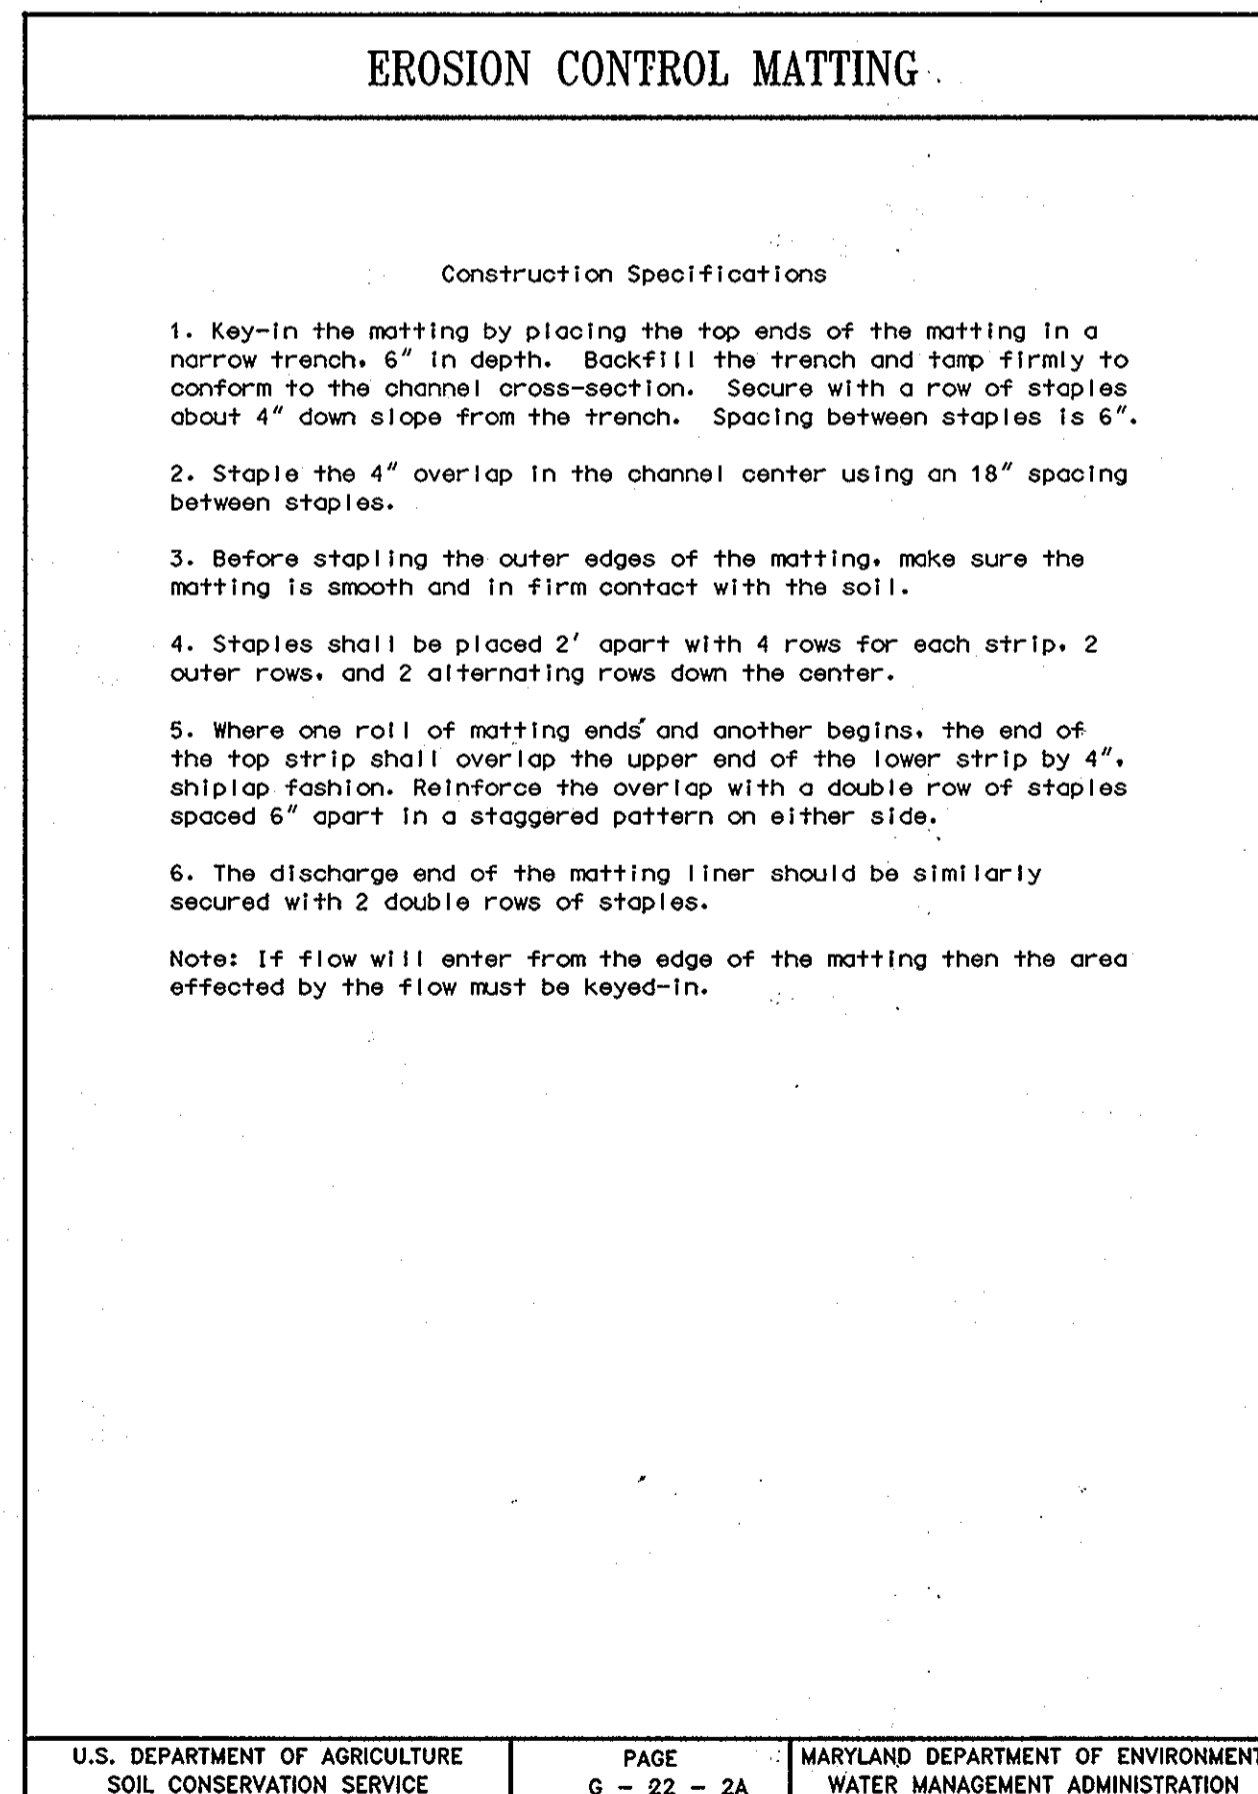 EROSION CONTROL MATTING
Construction Specifications
1. Key-in the matting by placing the top ends of the matting in a
narrow trench, 6" in depth. Backfill the trench and tamp firmly to
conform to the channel cross-section. Secure with a row of staples
about 4" down slope from the trench. Spacing between staples is 6".
2. Staple the 4" overlap in the channel center using an 18" spacing
between staples.
3. Before stapling the outer edges of the matting, make sure the
matting is smooth and in firm contact with the soil.
4. Staples shall be placed 2' apart with 4 rows for each strip, 2
outer rows, and 2 alternating rows down the center.
5. Where one roll of matting ends and another begins, the end of
the top strip shall overlap the upper end of the lower strip by 4",
shiplap fashion. Reinforce the overlap with a double row of staples
spaced 6" apart in a staggered pattern on either side.
6. The discharge end of the matting liner should be similarly
secured with 2 double rows of staples.
Note: If flow will enter from the edge of the matting then the area
effected by the flow must be keyed-in.
U.S. DEPARTMENT OF AGRICULTURE
SOIL CONSERVATION SERVICE
PAGE
G - 22 - 2A
MARYLAND DEPARTMENT OF ENVIRONMENT
WATER MANAGEMENT ADMINISTRATION